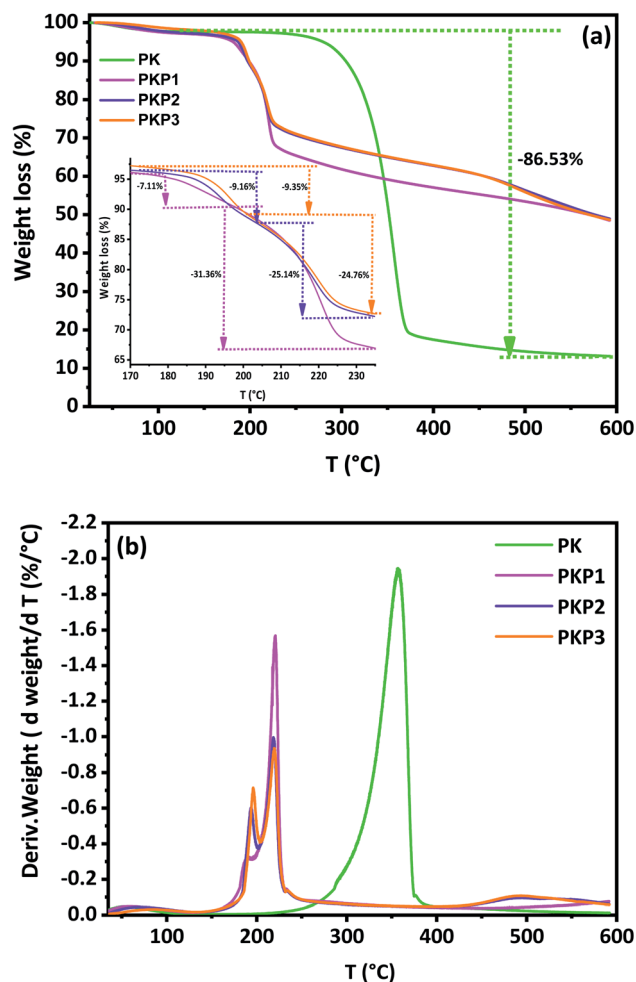 (a)
100
90
80
70
60
50
40
30
20
10
0
Weight loss (%)
PK
PKP1
PKP2
PKP3
-86.53%
95
90
85
80
75
70
65
Weight loss (%)
-7.11%
-9.16%
-9.35%
-31.36%
-25.14%
-24.76%
170 180 190 200 210 220 230
T (°C)
100 200 300 400 500 600
T (°C)
(b)
-2.2
-2.0
-1.8
-1.6
-1.4
-1.2
-1.0
-0.8
-0.6
-0.4
-0.2
0.0
Deriv.Weight ( d weight/d T (%/°C)
PK
PKP1
PKP2
PKP3
100 200 300 400 500 600
T (°C)